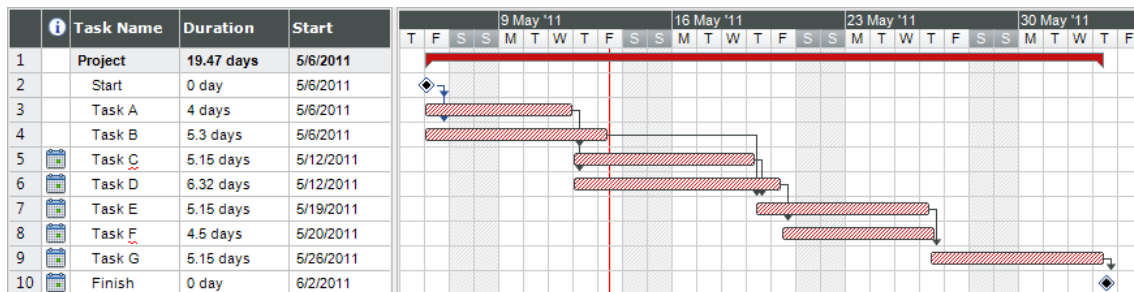 9 May '11 16 May '11 23 May '11 30 May '11
i Task Name Duration Start T F S S M T W T F S S M T W T F S S M T W T F S S M T W T F
1 Project 19.47 days 5/6/2011
2 Start 0 day 5/6/2011
3 Task A 4 days 5/6/2011
4 Task B 5.3 days 5/6/2011
5 Task C 5.15 days 5/12/2011
6 Task D 6.32 days 5/12/2011
7 Task E 5.15 days 5/19/2011
8 Task F 4.5 days 5/20/2011
9 Task G 5.15 days 5/26/2011
10 Finish 0 day 6/2/2011